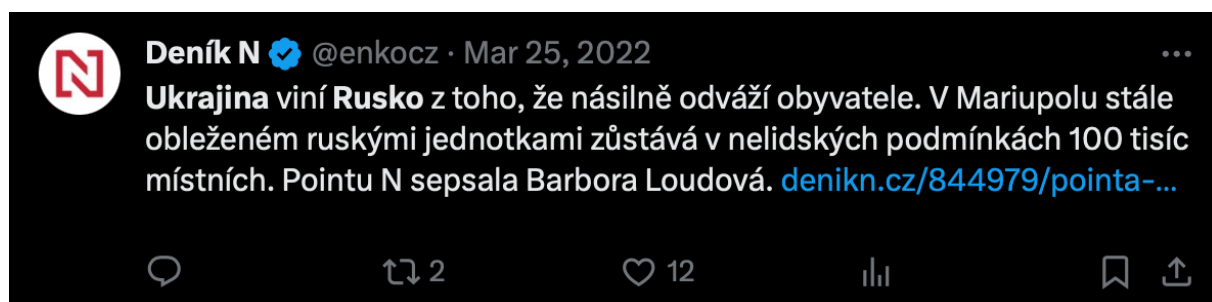 Deník N @enkocz · Mar 25, 2022
Ukrajina viní Rusko z toho, že násilně odváží obyvatele. V Mariupolu stále
obleženém ruskými jednotkami zůstává v nelidských podmínkách 100 tisíc
místních. Pointu N sepsala Barbora Loudová. denikn.cz/844979/pointa-...
2 12